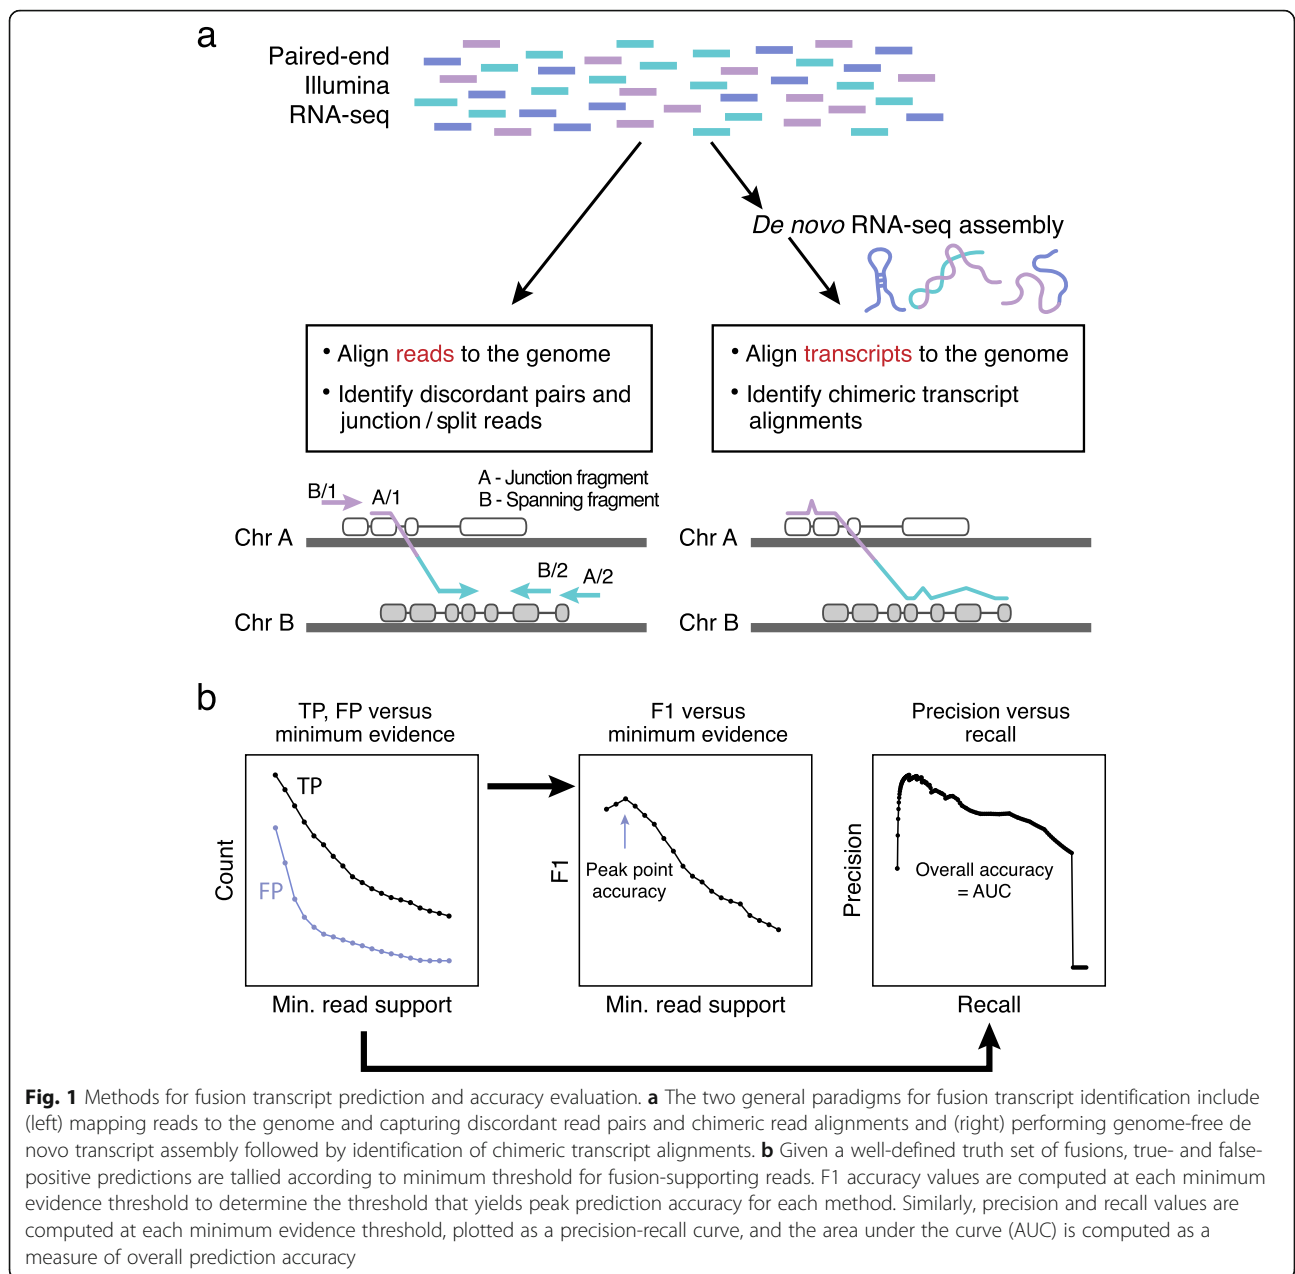 a
Paired-end
Illumina
RNA-seq
De novo RNA-seq assembly
• Align reads to the genome
• Identify discordant pairs and
junction / split reads
• Align transcripts to the genome
• Identify chimeric transcript
alignments
A - Junction fragment
B - Spanning fragment
B/1
A/1
Chr A
B/2
A/2
Chr B
Chr A
Chr B
b
TP, FP versus
minimum evidence
TP
FP
Count
Min. read support
F1 versus
minimum evidence
Peak point
accuracy
F1
Min. read support
Precision versus
recall
Overall accuracy
= AUC
Precision
Recall
Fig. 1 Methods for fusion transcript prediction and accuracy evaluation. a The two general paradigms for fusion transcript identification include
(left) mapping reads to the genome and capturing discordant read pairs and chimeric read alignments and (right) performing genome-free de
novo transcript assembly followed by identification of chimeric transcript alignments. b Given a well-defined truth set of fusions, true- and false-
positive predictions are tallied according to minimum threshold for fusion-supporting reads. F1 accuracy values are computed at each minimum
evidence threshold to determine the threshold that yields peak prediction accuracy for each method. Similarly, precision and recall values are
computed at each minimum evidence threshold, plotted as a precision-recall curve, and the area under the curve (AUC) is computed as a
measure of overall prediction accuracy